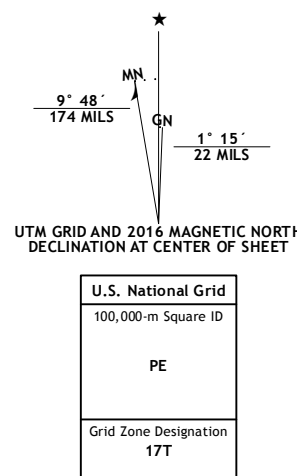 ★
MN
9° 48´
174 MILS
GN
1° 15´
22 MILS
UTM GRID AND 2016 MAGNETIC NORTH
DECLINATION AT CENTER OF SHEET
U.S. National Grid
100,000-m Square ID
PE
Grid Zone Designation
17T